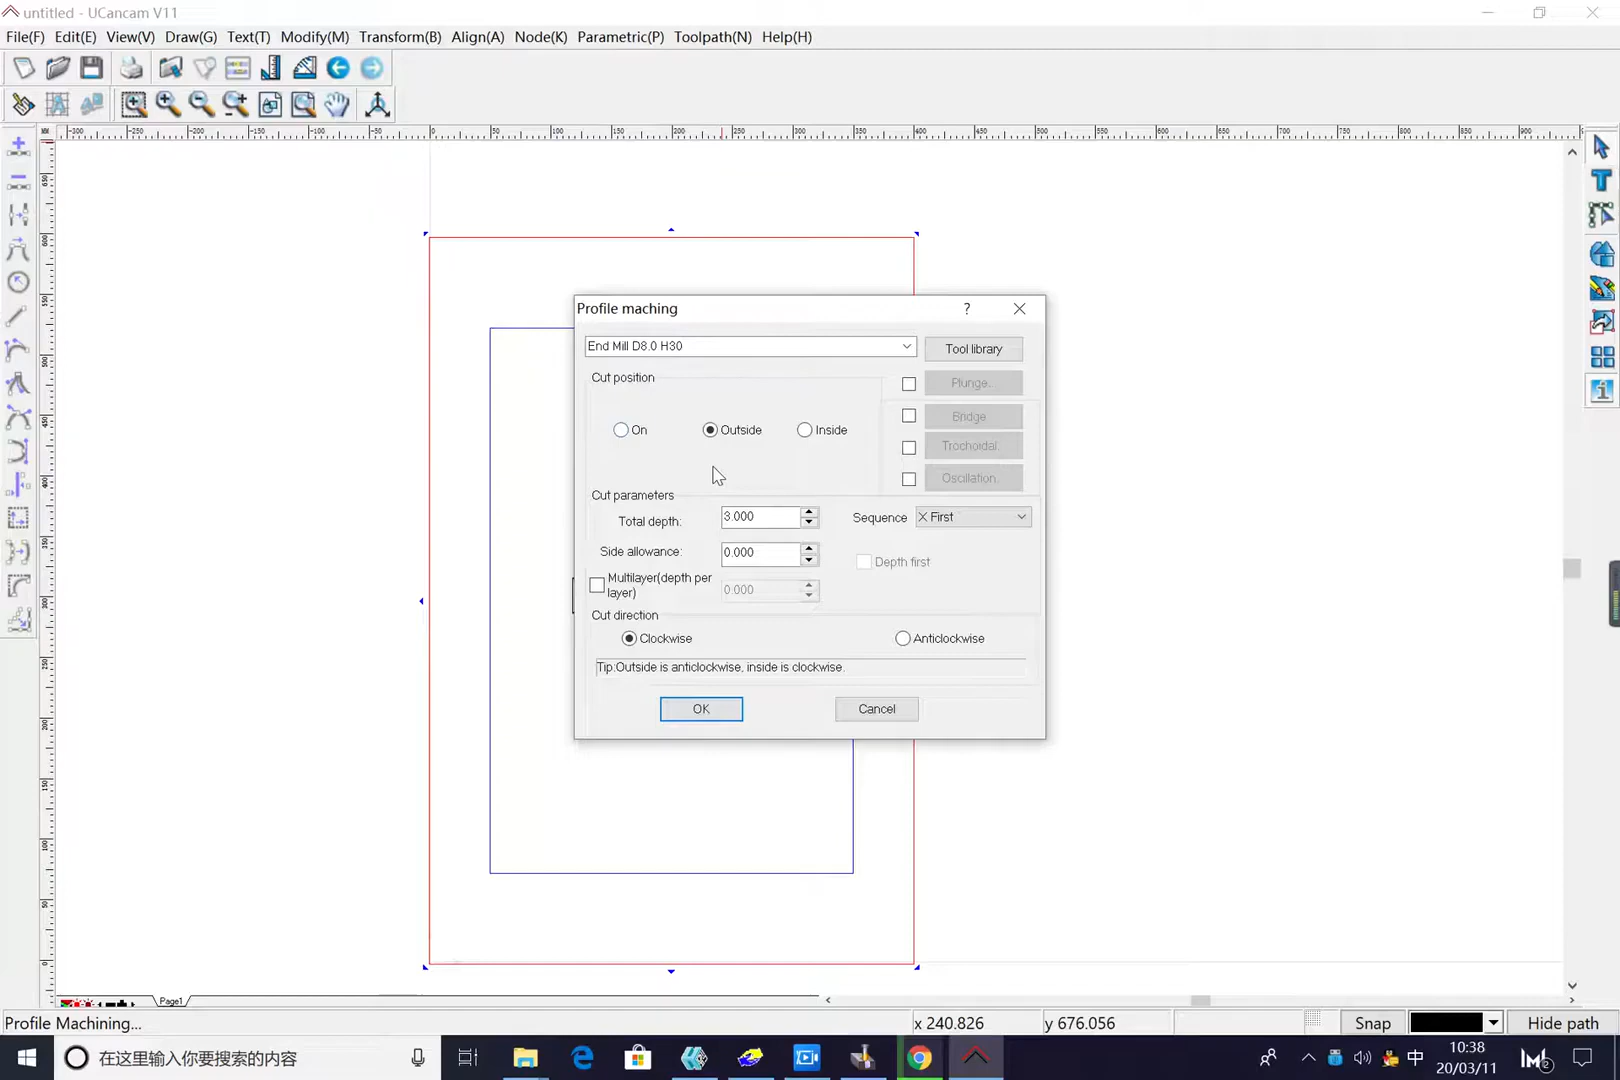 untitled - UCancam V11
File(F) Edit(E) View(V) Draw(G) Text(T) Modify(M) Transform(B) Align(A) Node(K) Parametric(P) Toolpath(N) Help(H)
Profile maching ?
End Mill D8.0 H30 Tool library
Cut position
Plunge...
Bridge
On Outside Inside
Trochoidal.
Oscillation.
Cut parameters
Total depth: 3.000 Sequence X First
Side allowance: 0.000 Depth first
Multilayer(depth per
layer) 0.000
Cut direction
Clockwise Anticlockwise
Tip:Outside is anticlockwise, inside is clockwise.
OK Cancel
Page1
Profile Machining... x 240.826 y 676.056 Snap Hide path
在这里输入你要搜索的内容
中
10:38
20/03/11